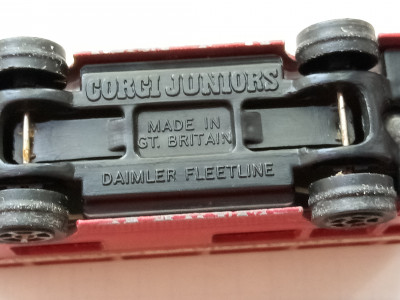 CORGI JUNIORS
MADE IN
GT. BRITAIN
DAIMLER FLEETLINE